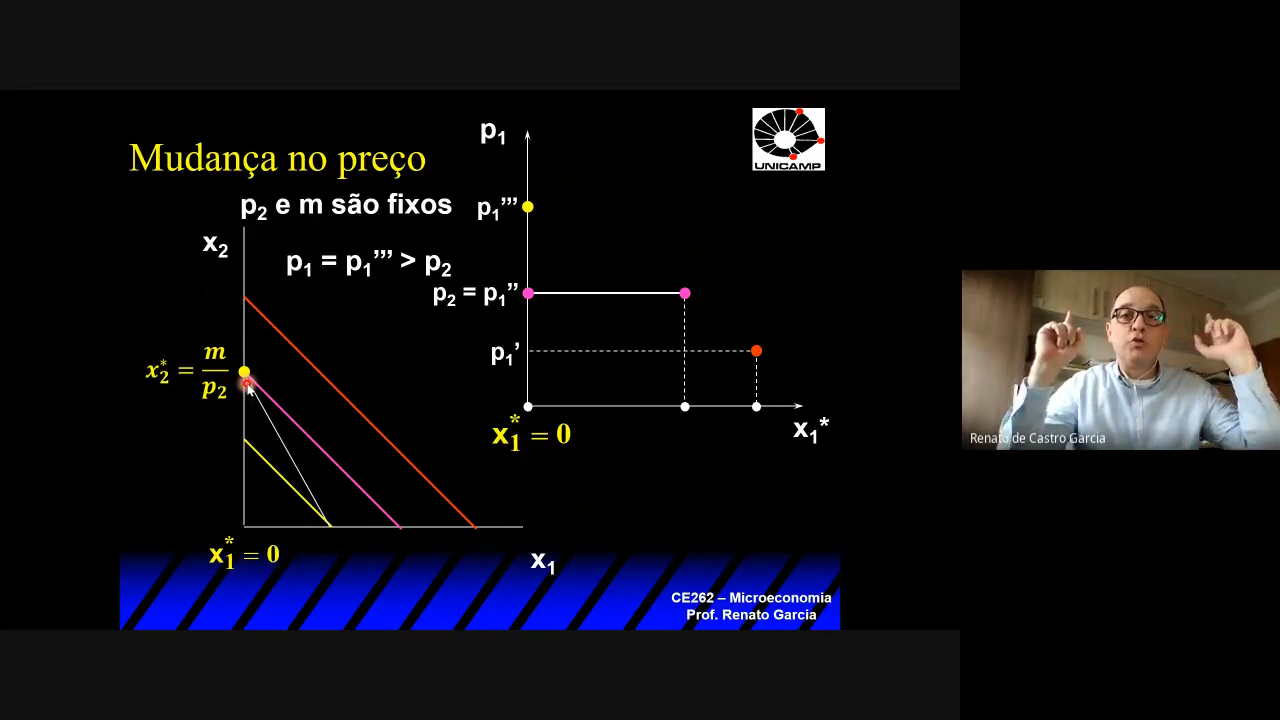 Mudança no preço
p₂ e m são fixos
p₁ = p₁’’’ > p₂
x₂
x₂* = m/p₂
x₁* = 0
x₁
p₁
p₁’’’
p₂ = p₁’’
p₁’
x₁* = 0
x₁*
UNICAMP
CE262 – Microeconomia
Prof. Renato Garcia
Renato de Castro Garcia